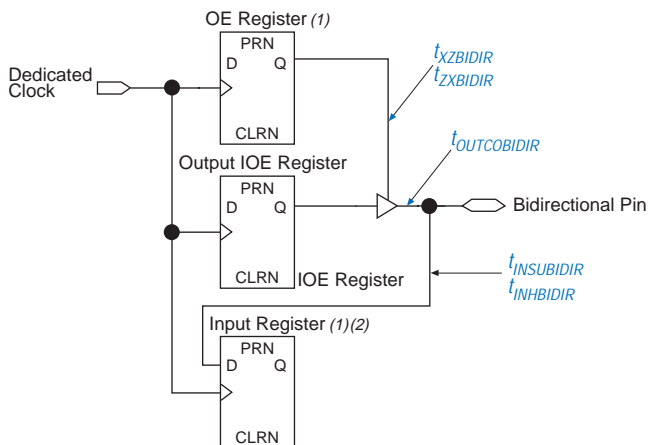 OE Register (1)
PRN
D Q
CLRN
Dedicated
Clock
tXZBIDIR
tZXBIDIR
tOUTCOBIDIR
Output IOE Register
PRN
D Q
CLRN
IOE Register
Bidirectional Pin
tINSUBIDIR
tINHBIDIR
Input Register (1)(2)
PRN
D Q
CLRN